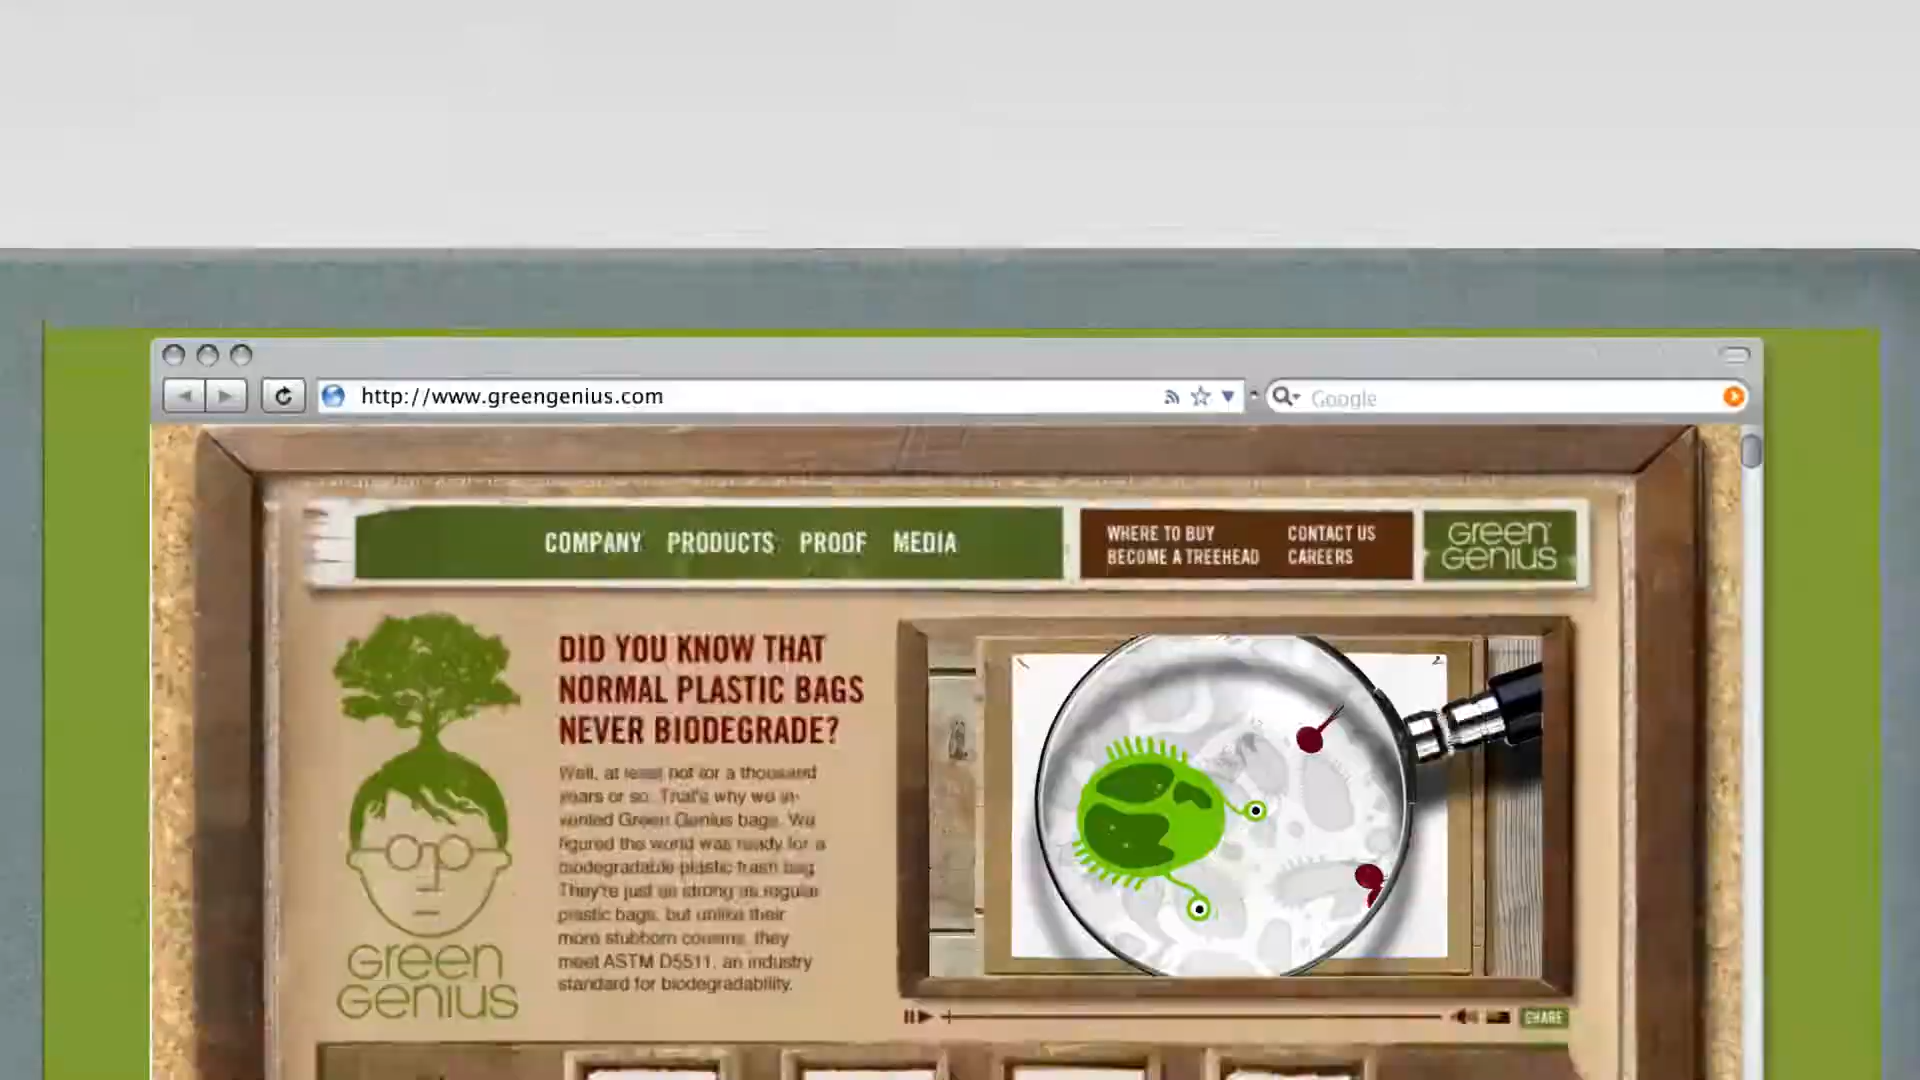 http://www.greengenius.com
Google
COMPANY PRODUCTS PROOF MEDIA
WHERE TO BUY CONTACT US
BECOME A TREEHEAD CAREERS
Green
Genius
DID YOU KNOW THAT
NORMAL PLASTIC BAGS
NEVER BIODEGRADE?
Well, at least not for a thousand
years or so. That's why we in-
vented Green Genius bags. We
figured the world was ready for a
biodegradable plastic trash bag.
They're just as strong as regular
plastic bags, but unlike their
more stubborn cousins, they
meet ASTM D5511, an industry
standard for biodegradability.
Green
Genius
SHARE